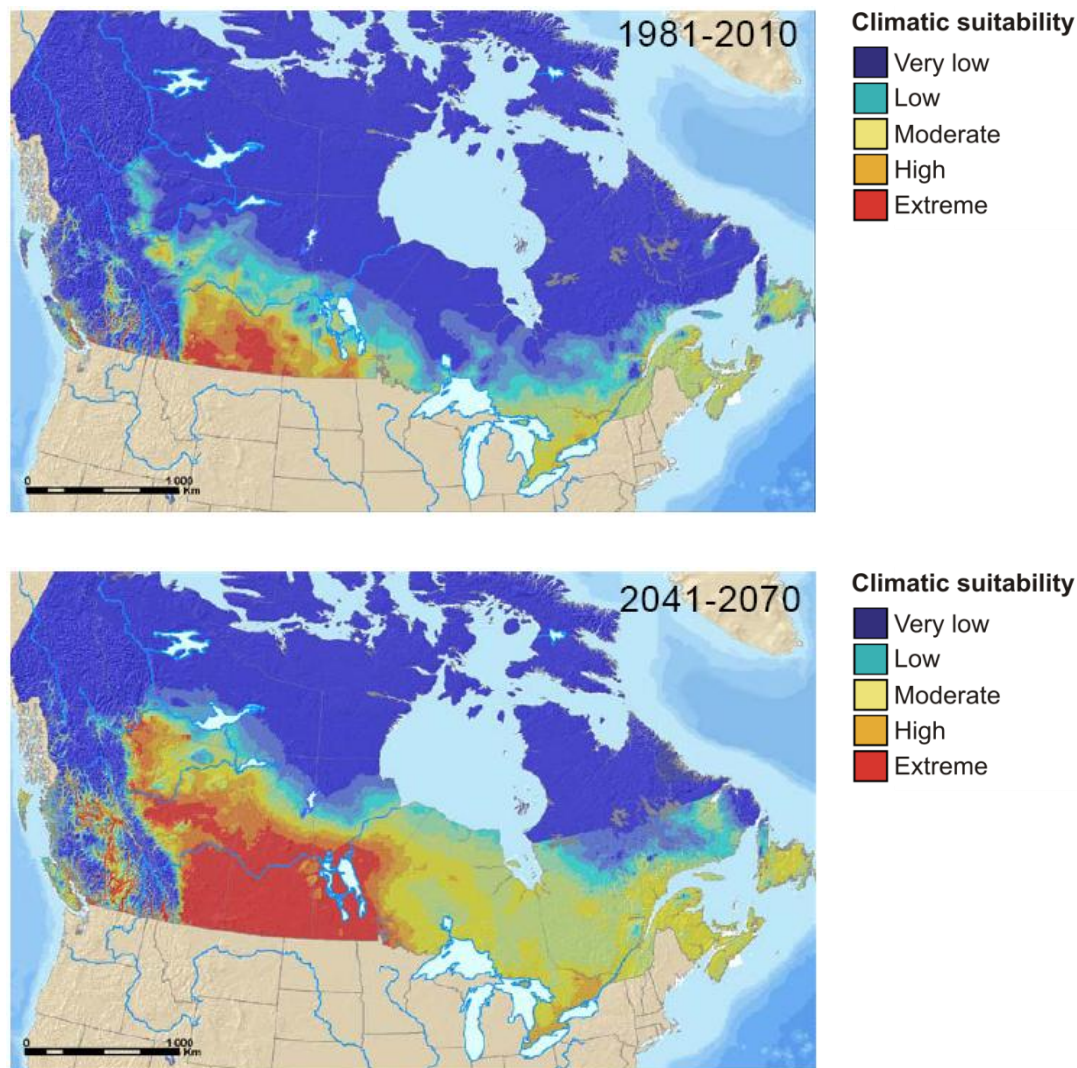 1981-2010
Climatic suitability
Very low
Low
Moderate
High
Extreme
0 1 000
Km
2041-2070
Climatic suitability
Very low
Low
Moderate
High
Extreme
0 1 000
Km